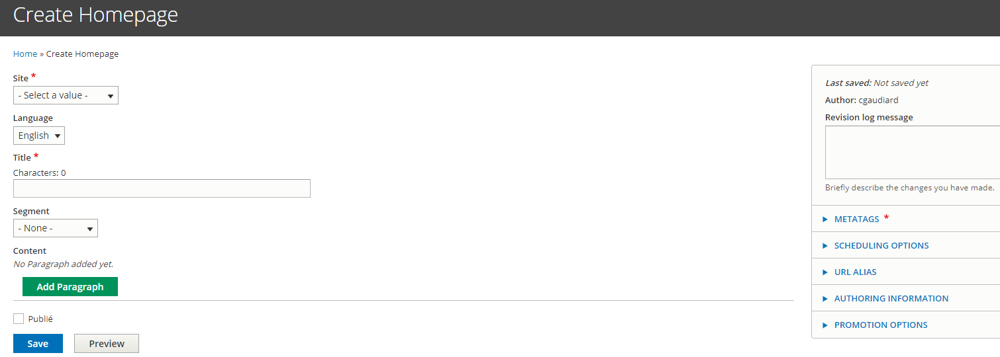 Create Homepage
Home » Create Homepage
Site *
- Select a value -
Language
English
Title *
Characters: 0
Segment
- None -
Content
No Paragraph added yet.
Add Paragraph
Publié
Save
Preview
Last saved: Not saved yet
Author: cgaudiard
Revision log message
Briefly describe the changes you have made.
METATAGS *
SCHEDULING OPTIONS
URL ALIAS
AUTHORING INFORMATION
PROMOTION OPTIONS